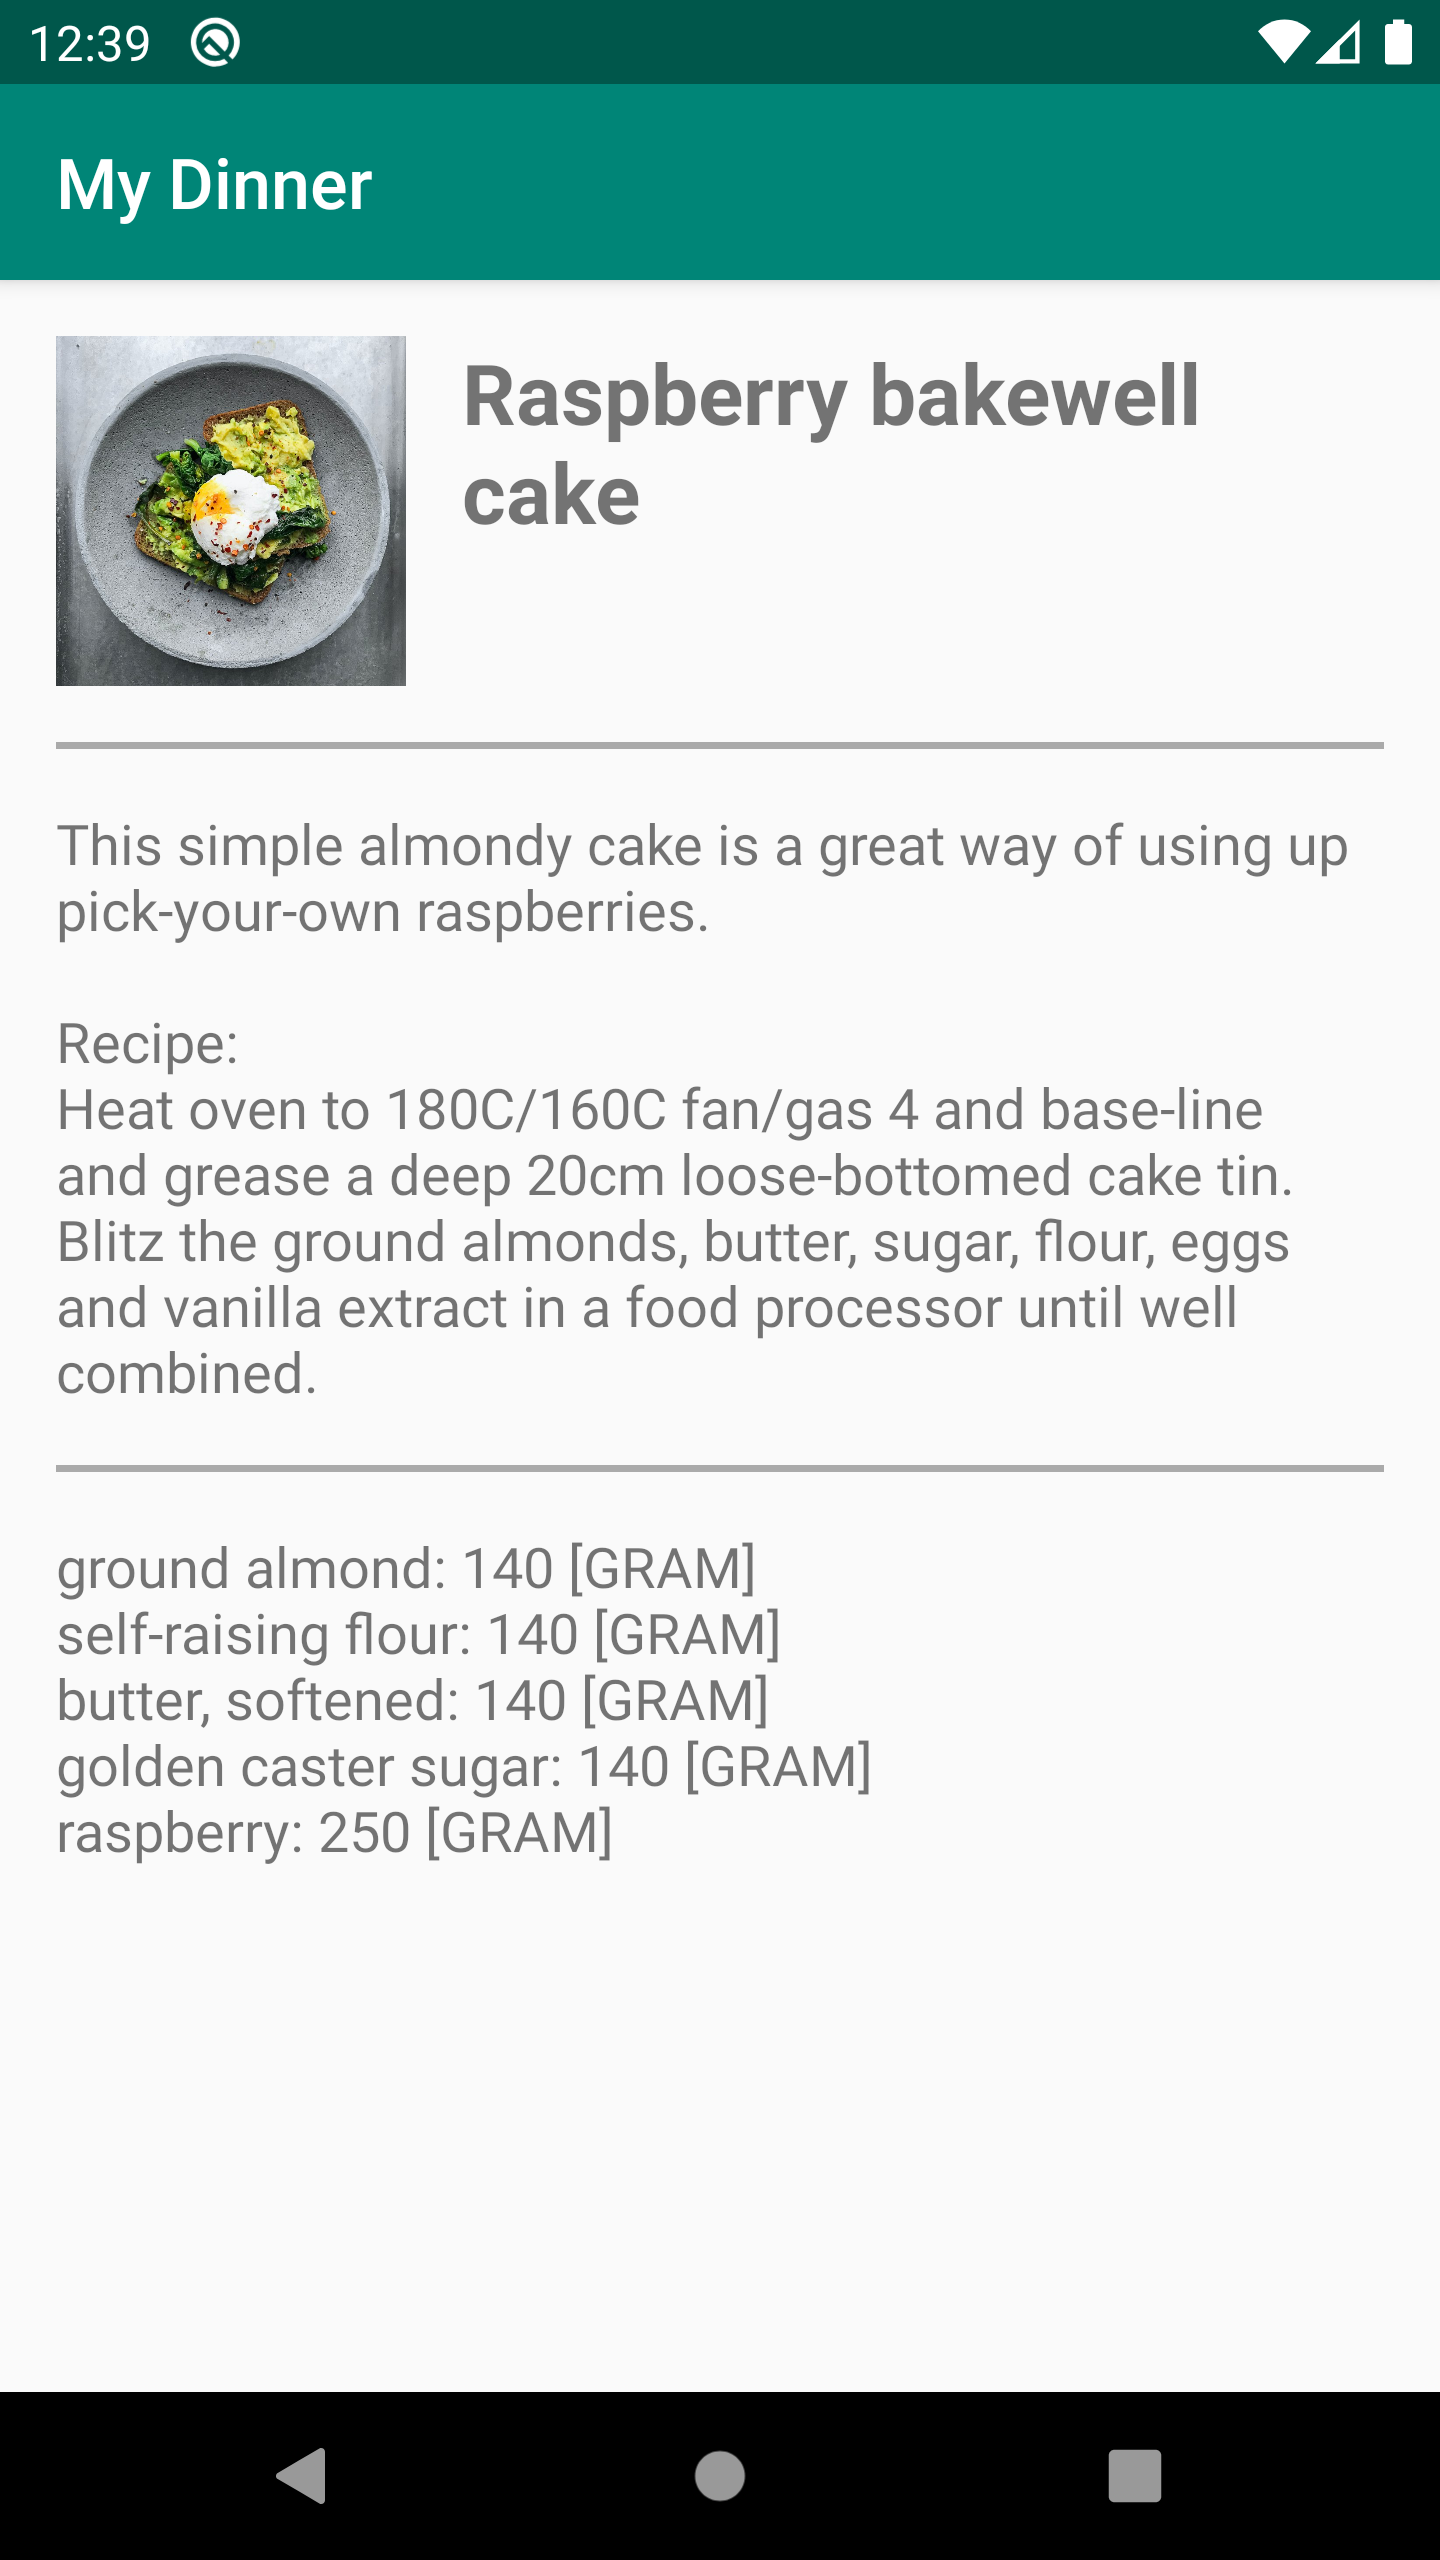 12:39
My Dinner
Raspberry bakewell
cake
This simple almondy cake is a great way of using up
pick-your-own raspberries.
Recipe:
Heat oven to 180C/160C fan/gas 4 and base-line
and grease a deep 20cm loose-bottomed cake tin.
Blitz the ground almonds, butter, sugar, flour, eggs
and vanilla extract in a food processor until well
combined.
ground almond: 140 [GRAM]
self-raising flour: 140 [GRAM]
butter, softened: 140 [GRAM]
golden caster sugar: 140 [GRAM]
raspberry: 250 [GRAM]